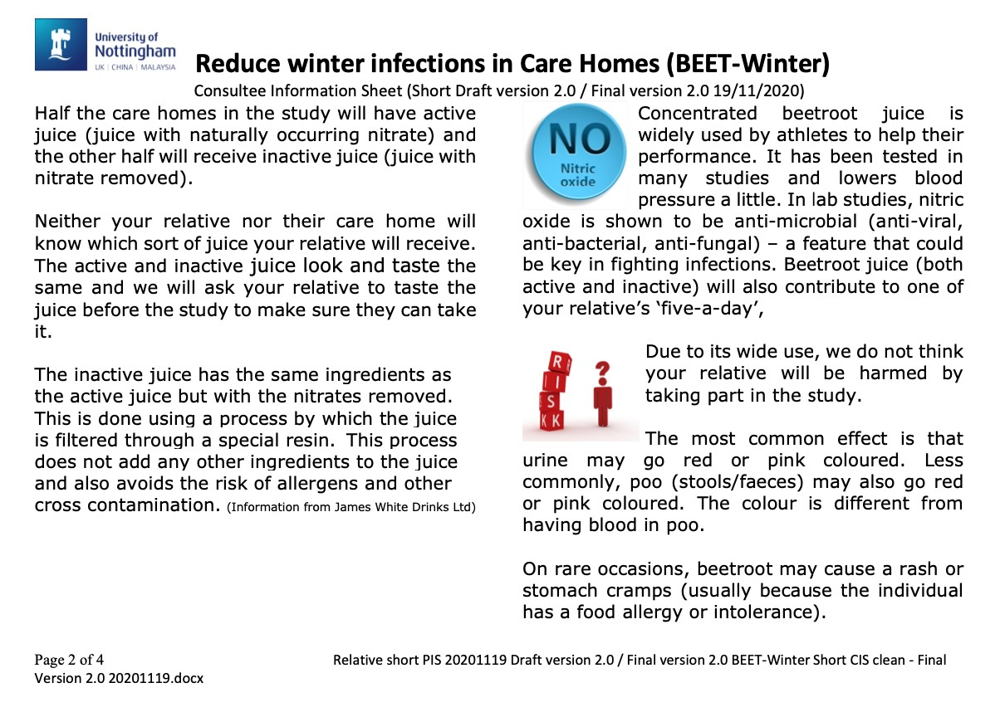 University of
Nottingham
UK | CHINA | MALAYSIA
Reduce winter infections in Care Homes (BEET-Winter)
Consultee Information Sheet (Short Draft version 2.0 / Final version 2.0 19/11/2020)
Half the care homes in the study will have active
juice (juice with naturally occurring nitrate) and
the other half will receive inactive juice (juice with
nitrate removed).
Neither your relative nor their care home will
know which sort of juice your relative will receive.
The active and inactive juice look and taste the
same and we will ask your relative to taste the
juice before the study to make sure they can take
it.
The inactive juice has the same ingredients as
the active juice but with the nitrates removed.
This is done using a process by which the juice
is filtered through a special resin.  This process
does not add any other ingredients to the juice
and also avoids the risk of allergens and other
cross contamination. (Information from James White Drinks Ltd)
NO
Nitric
oxide
Concentrated beetroot juice is
widely used by athletes to help their
performance. It has been tested in
many studies and lowers blood
pressure a little. In lab studies, nitric
oxide is shown to be anti-microbial (anti-viral,
anti-bacterial, anti-fungal) – a feature that could
be key in fighting infections. Beetroot juice (both
active and inactive) will also contribute to one of
your relative’s ‘five-a-day’,
R
I
S
K K
?
Due to its wide use, we do not think
your relative will be harmed by
taking part in the study.
The most common effect is that
urine may go red or pink coloured. Less
commonly, poo (stools/faeces) may also go red
or pink coloured. The colour is different from
having blood in poo.
On rare occasions, beetroot may cause a rash or
stomach cramps (usually because the individual
has a food allergy or intolerance).
Page 2 of 4 Relative short PIS 20201119 Draft version 2.0 / Final version 2.0 BEET-Winter Short CIS clean - Final
Version 2.0 20201119.docx